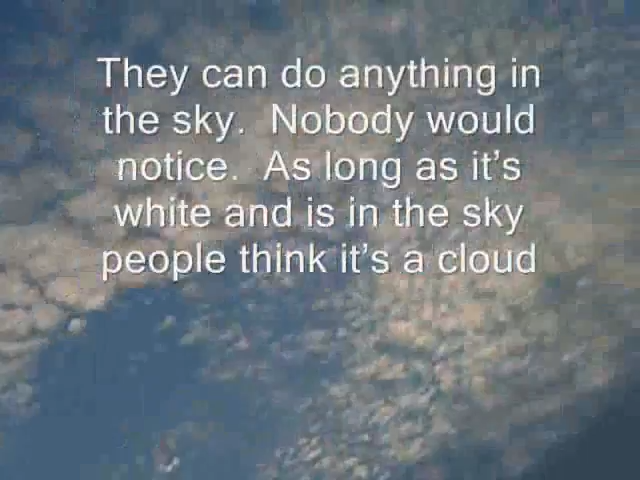 They can do anything in
the sky.  Nobody would
notice.  As long as it’s
white and is in the sky
people think it’s a cloud